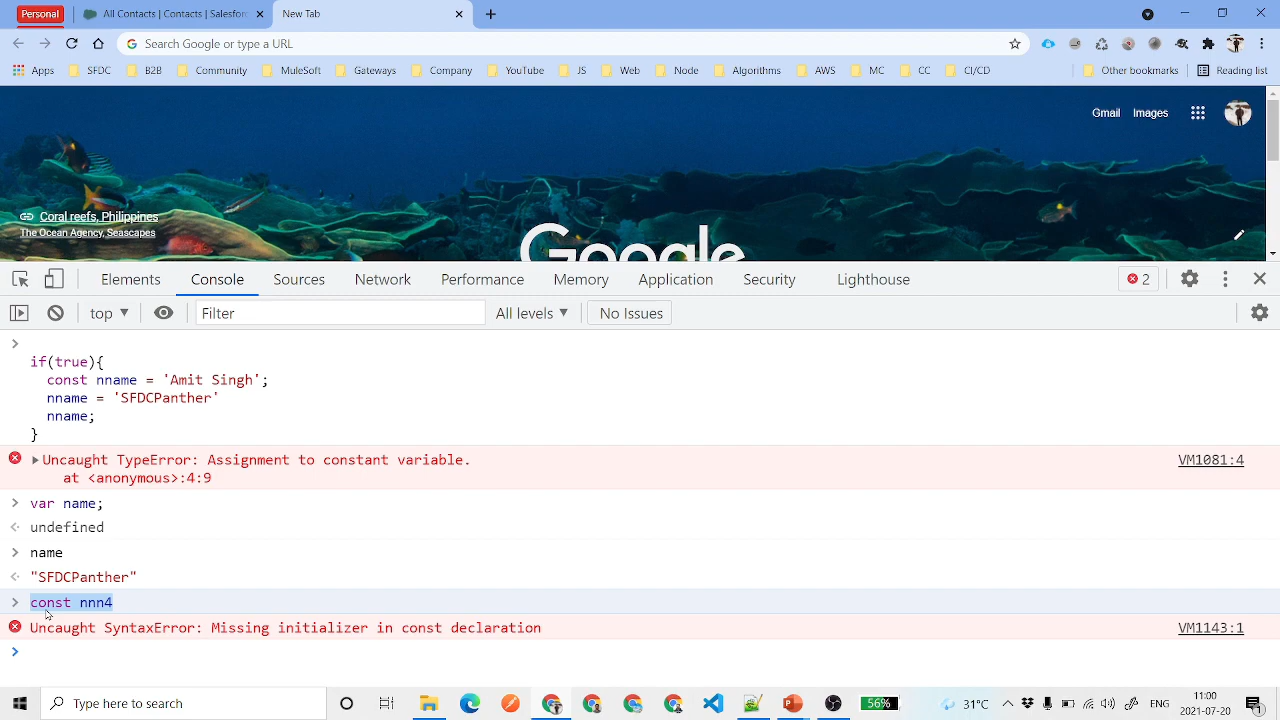 Personal
All Contacts | Contacts | Salesfor
New Tab
Search Google or type a URL
Apps
SFDC
B2B
Community
MuleSoft
Gateways
Company
YouTube
JS
Web
Node
Algorithms
AWS
MC
CC
CI/CD
Other bookmarks
Reading list
Gmail
Images
Coral reefs, Philippines
The Ocean Agency, Seascapes
Google
Elements
Console
Sources
Network
Performance
Memory
Application
Security
Lighthouse
2
top
Filter
All levels
No Issues
if(true){
const nname = 'Amit Singh';
nname = 'SFDCPanther'
nname;
}
Uncaught TypeError: Assignment to constant variable.
VM1081:4
at <anonymous>:4:9
var name;
undefined
name
"SFDCPanther"
const nnn4
Uncaught SyntaxError: Missing initializer in const declaration
VM1143:1
Type here to search
56%
31°C
ENG
11:00
2021-07-20
1